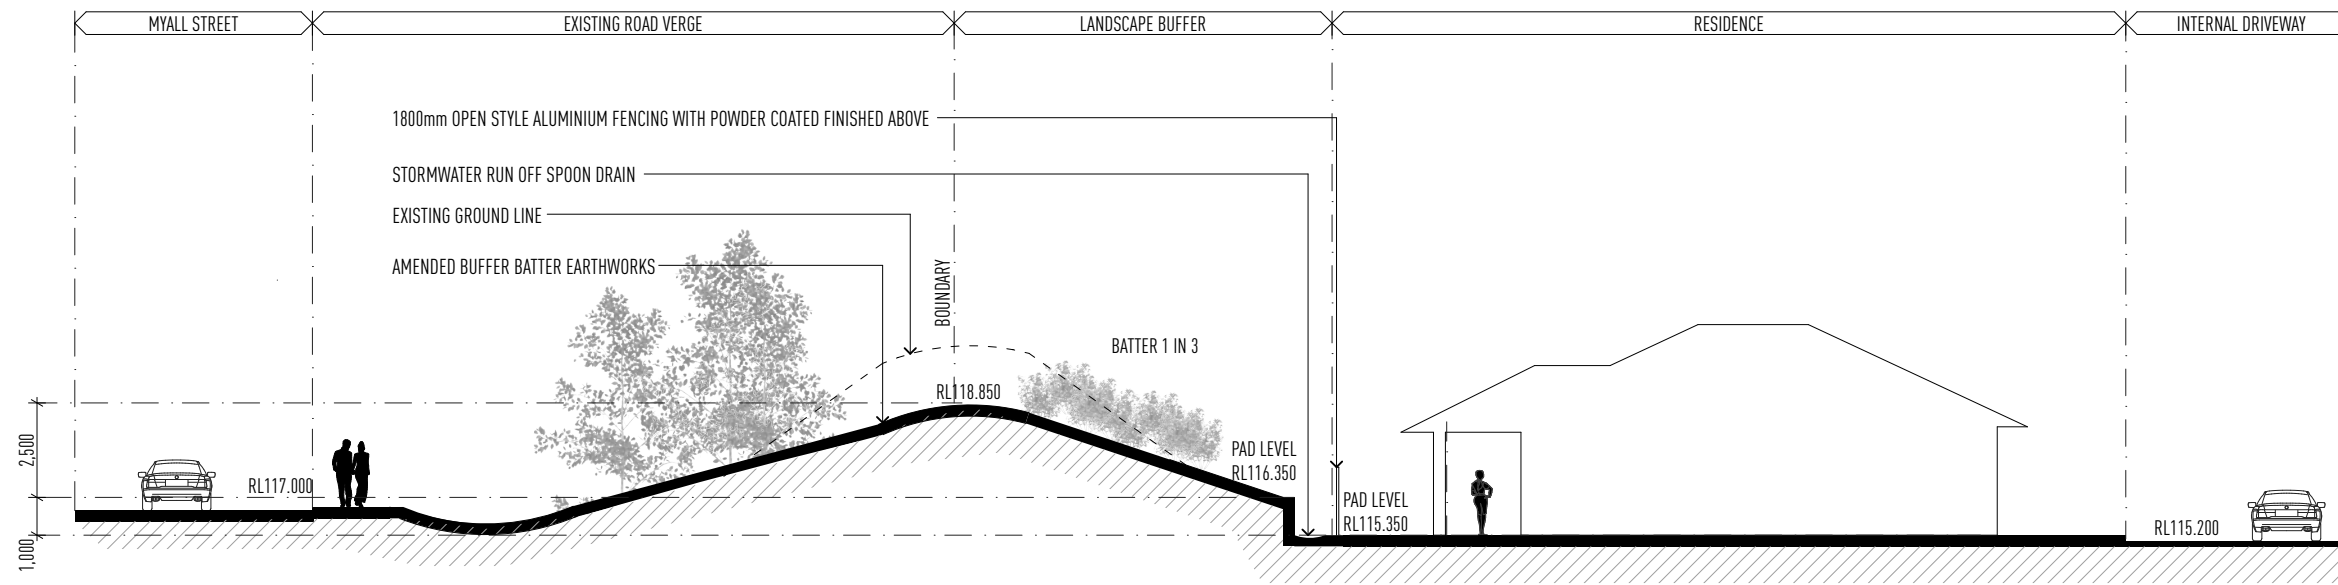 MYALL STREET
EXISTING ROAD VERGE
LANDSCAPE BUFFER
RESIDENCE
INTERNAL DRIVEWAY
1800mm OPEN STYLE ALUMINIUM FENCING WITH POWDER COATED FINISHED ABOVE
STORMWATER RUN OFF SPOON DRAIN
EXISTING GROUND LINE
AMENDED BUFFER BATTER EARTHWORKS
BOUNDARY
BATTER 1 IN 3
RL118.850
2,500
RL117.000
PAD LEVEL
RL116.350
PAD LEVEL
RL115.350
RL115.200
1,000